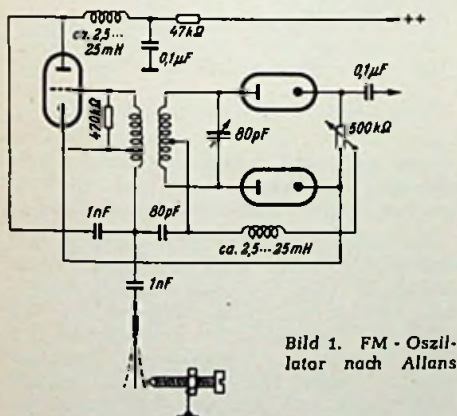 ca. 2,5...
25mH
47kΩ
++
0,1µF
0,1µF
470kΩ
80pF
500kΩ
1nF
80pF
ca. 2,5...25mH
1nF
Bild 1. FM - Oszil-
lator nach Allans